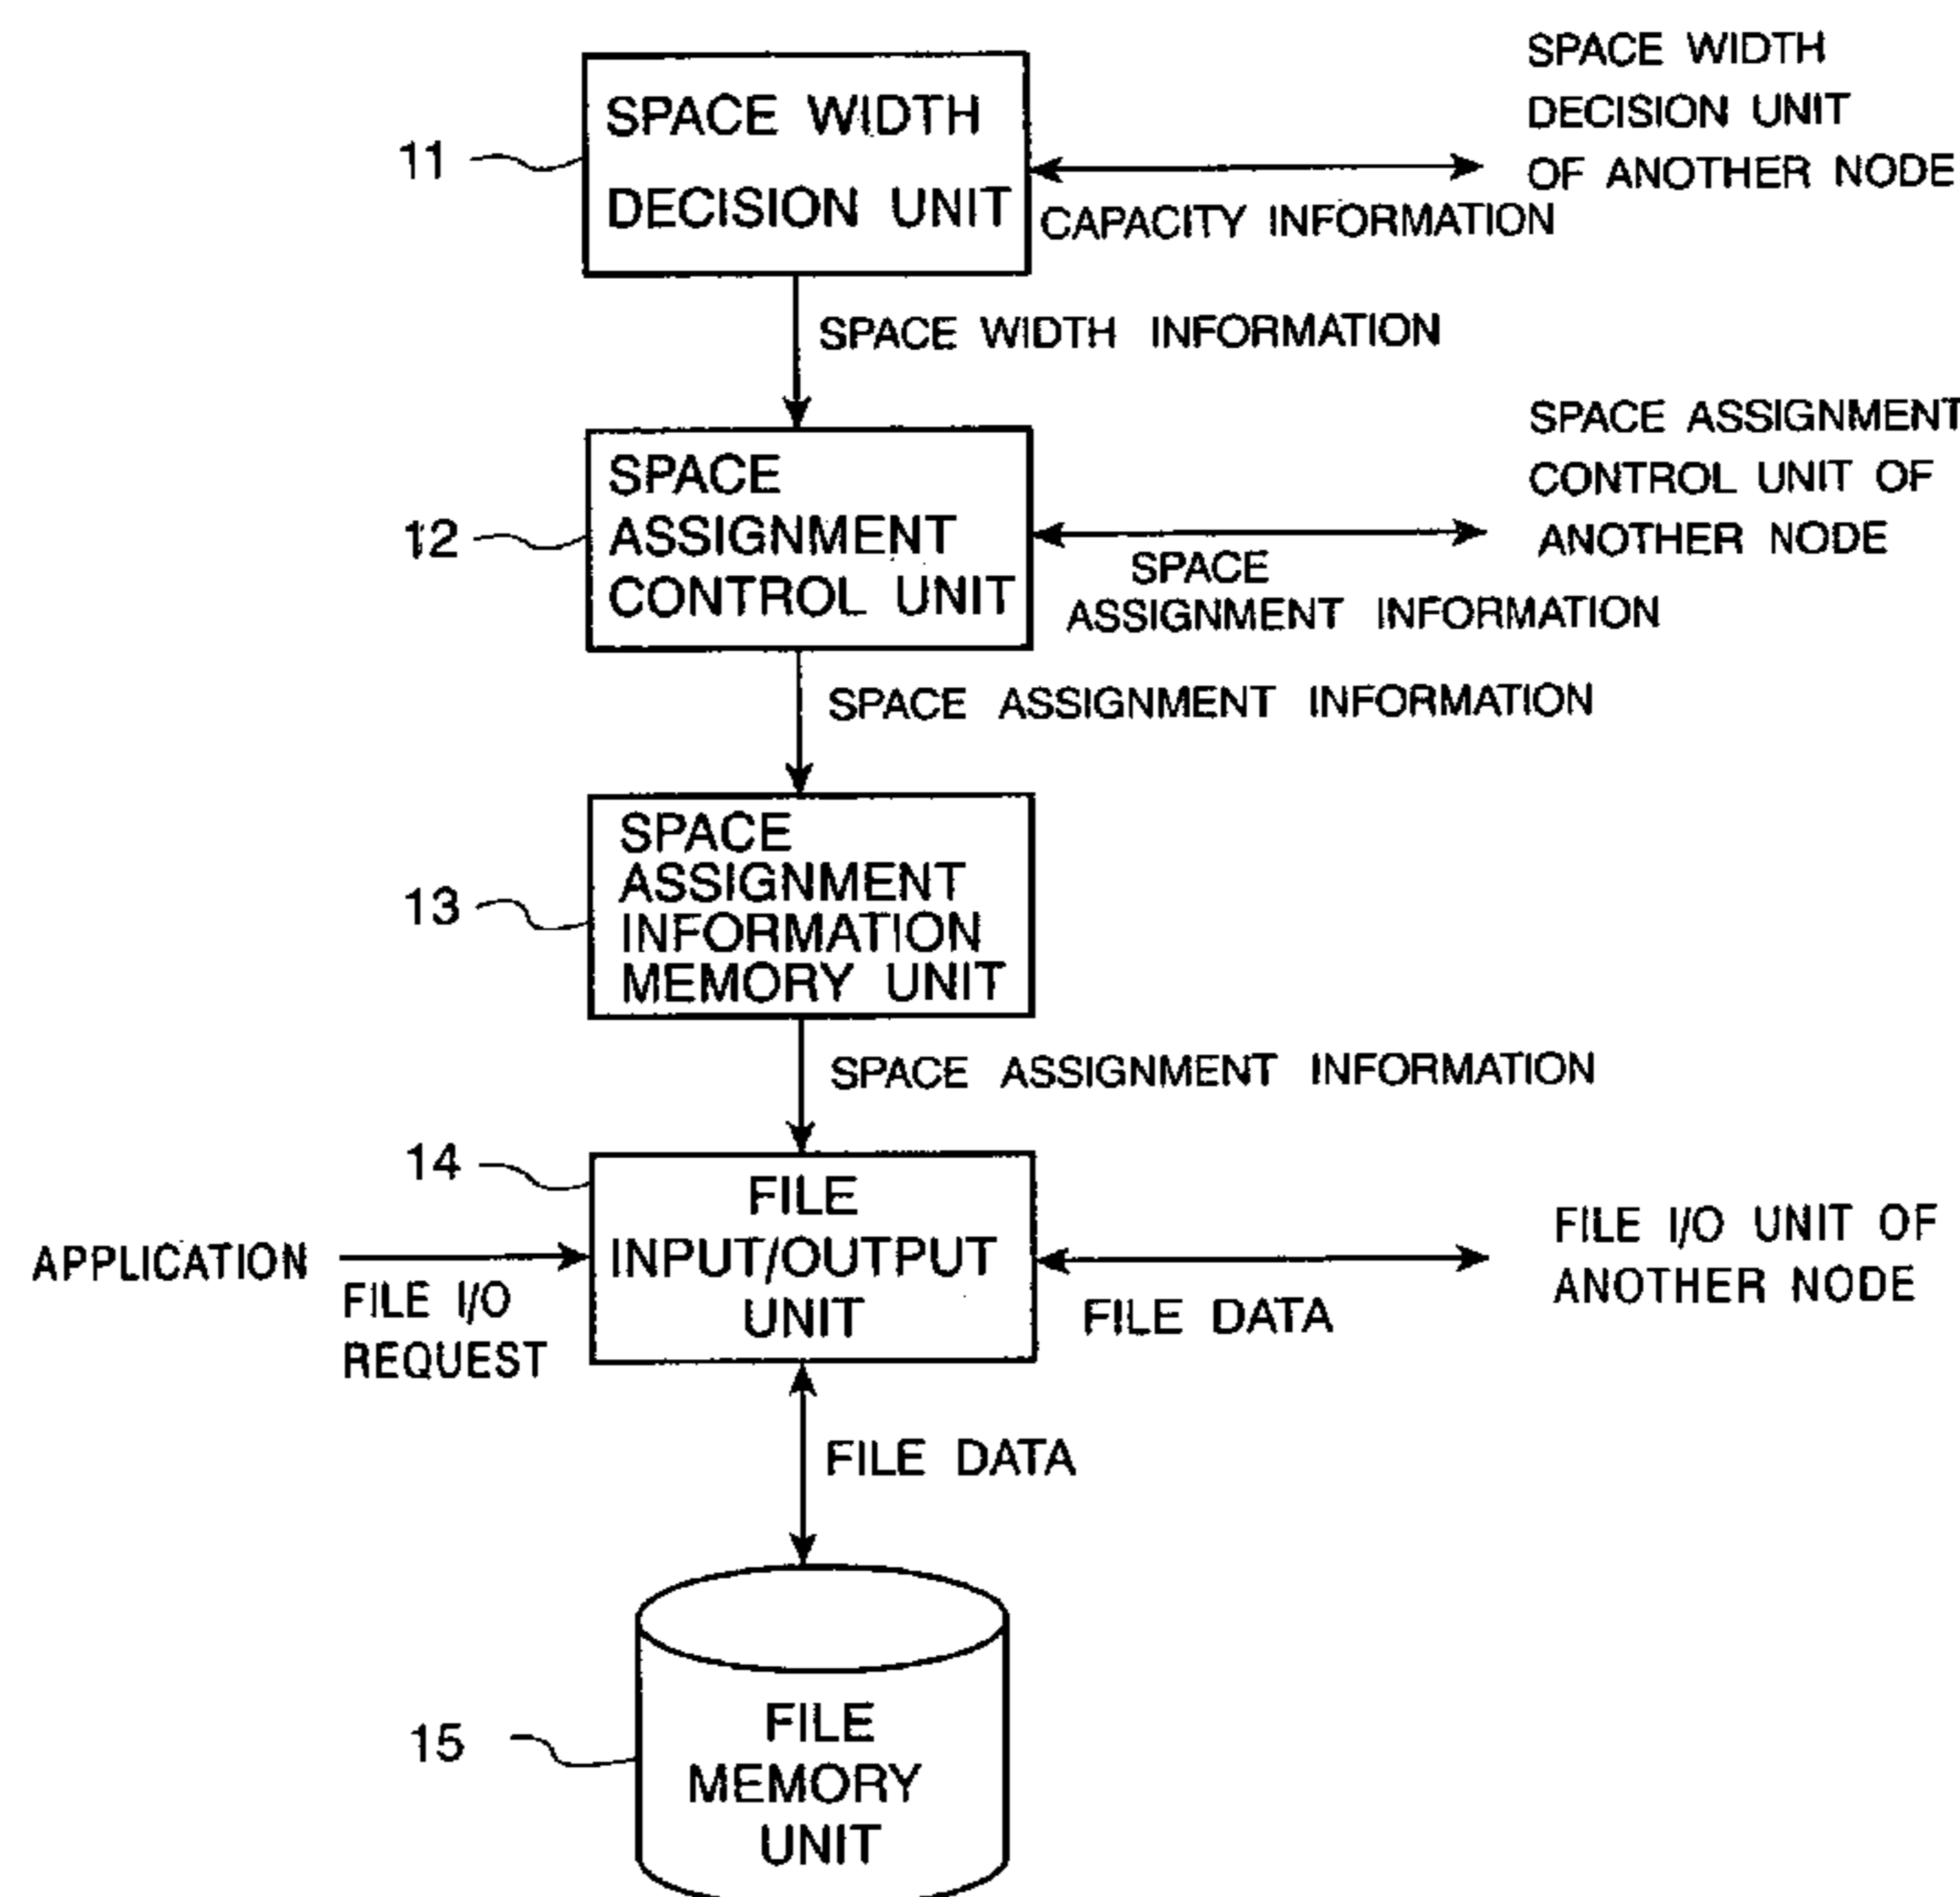 SPACE WIDTH
DECISION UNIT
11
SPACE WIDTH
DECISION UNIT
OF ANOTHER NODE
CAPACITY INFORMATION
SPACE WIDTH INFORMATION
SPACE
ASSIGNMENT
CONTROL UNIT
12
SPACE ASSIGNMENT
CONTROL UNIT OF
ANOTHER NODE
SPACE
ASSIGNMENT INFORMATION
SPACE ASSIGNMENT INFORMATION
SPACE
ASSIGNMENT
INFORMATION
MEMORY UNIT
13
SPACE ASSIGNMENT INFORMATION
14
FILE
INPUT/OUTPUT
UNIT
APPLICATION
FILE I/O
REQUEST
FILE I/O UNIT OF
ANOTHER NODE
FILE DATA
FILE DATA
15
FILE
MEMORY
UNIT